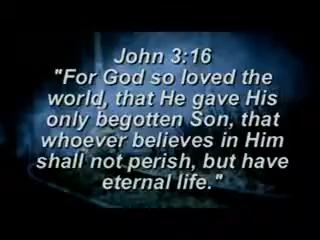 John 3:16
"For God so loved the
world, that He gave His
only begotten Son, that
whoever believes in Him
shall not perish, but have
eternal life."